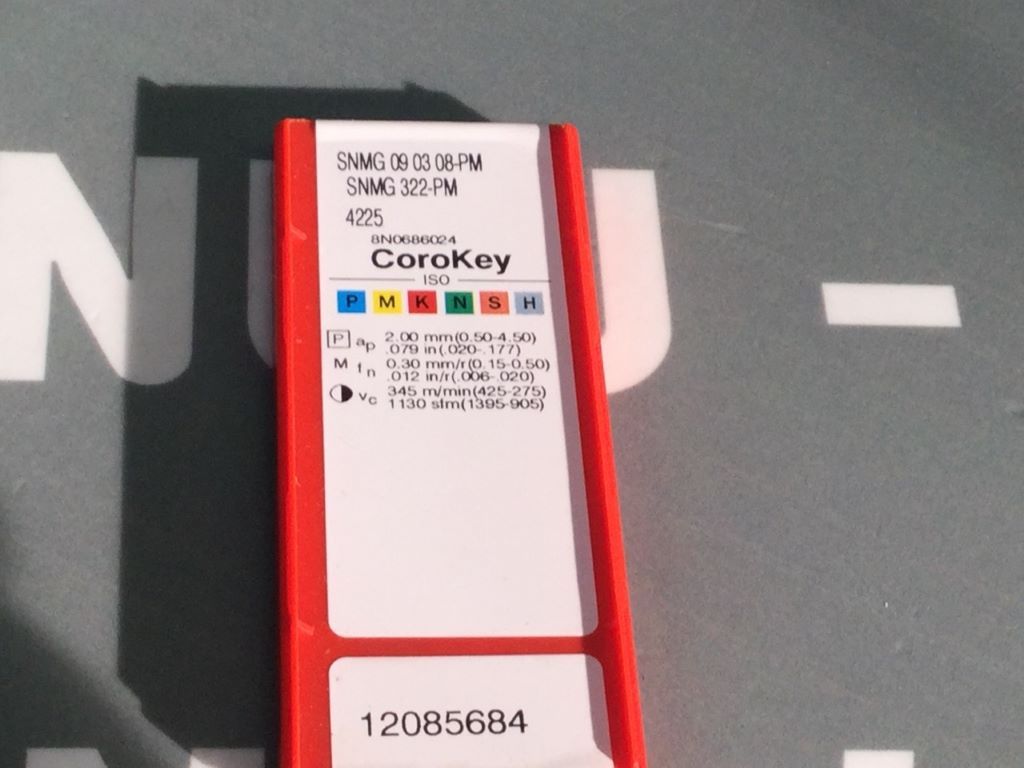 SNMG 09 03 08-PM
SNMG 322-PM
4225
8N0686024
CoroKey
ISO
P M K N S H
P ap 2.00 mm(0.50-4.50)
.079 in(.020-.177)
M fn 0.30 mm/r(0.15-0.50)
.012 in/r(.006-.020)
vc 345 m/min(425-275)
1130 sfm(1395-905)
12085684